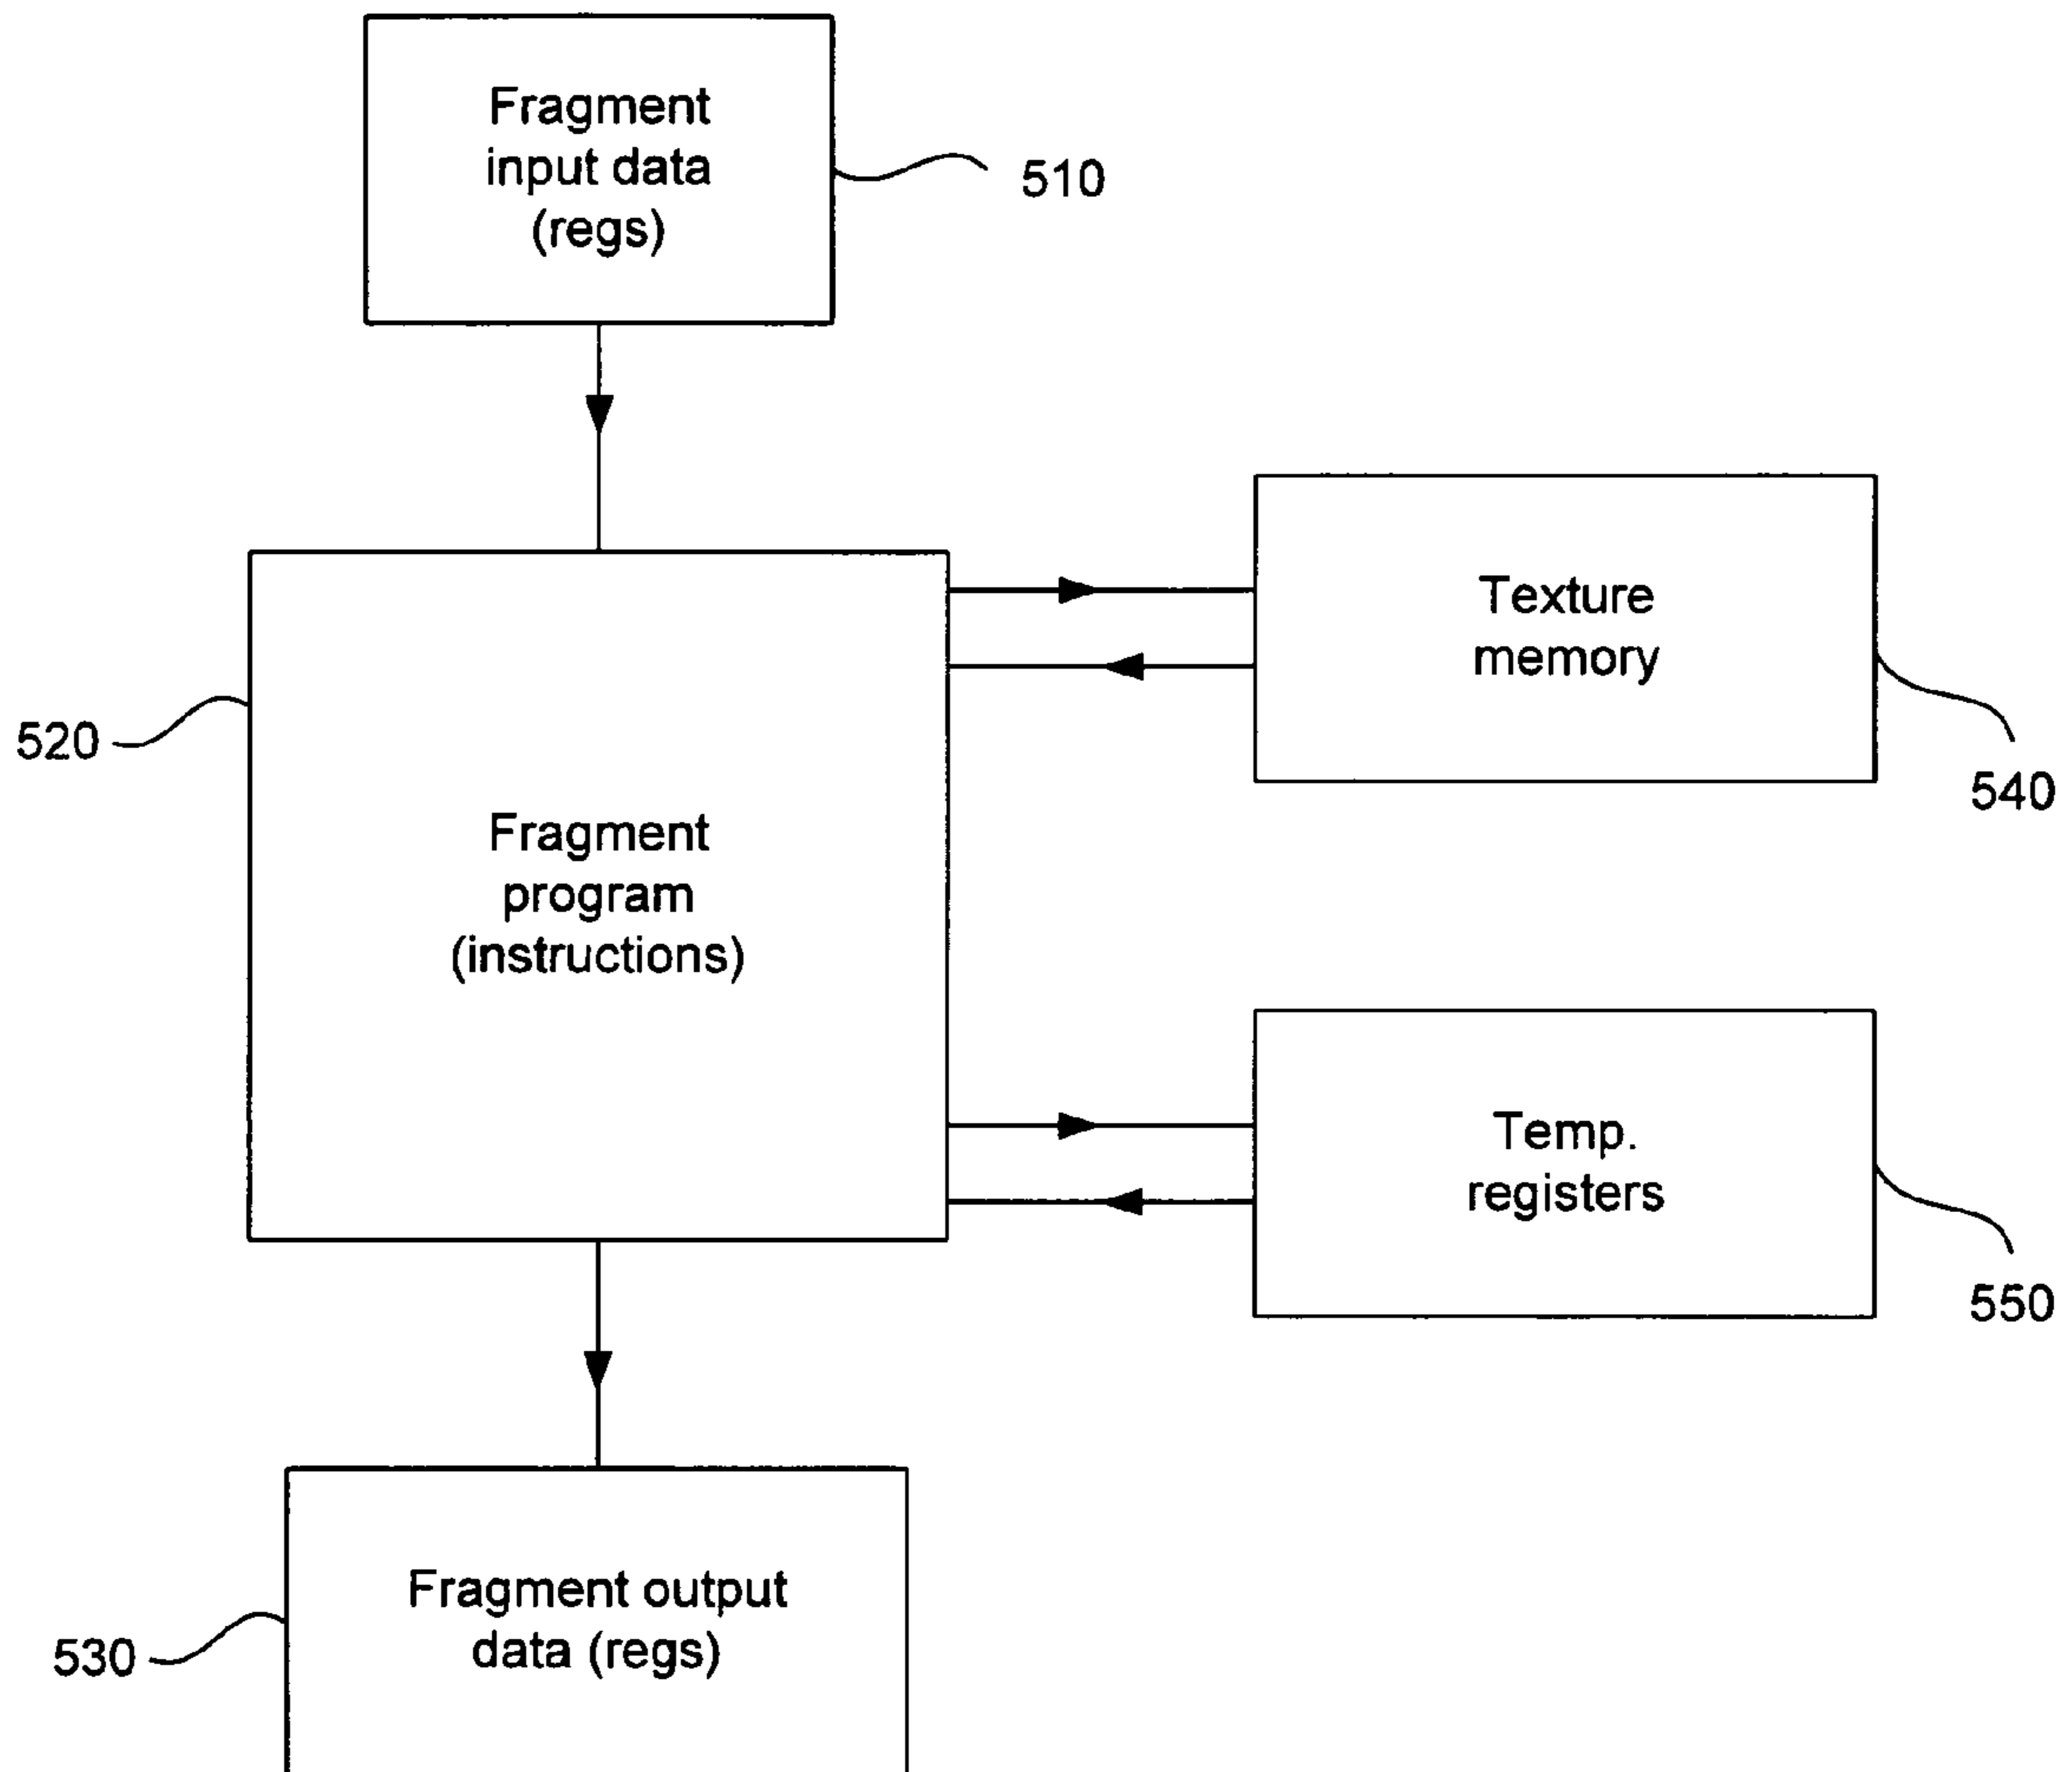 Fragment
input data
(regs)
510
Texture
memory
540
520
Fragment
program
(instructions)
Temp.
registers
550
Fragment output
data (regs)
530